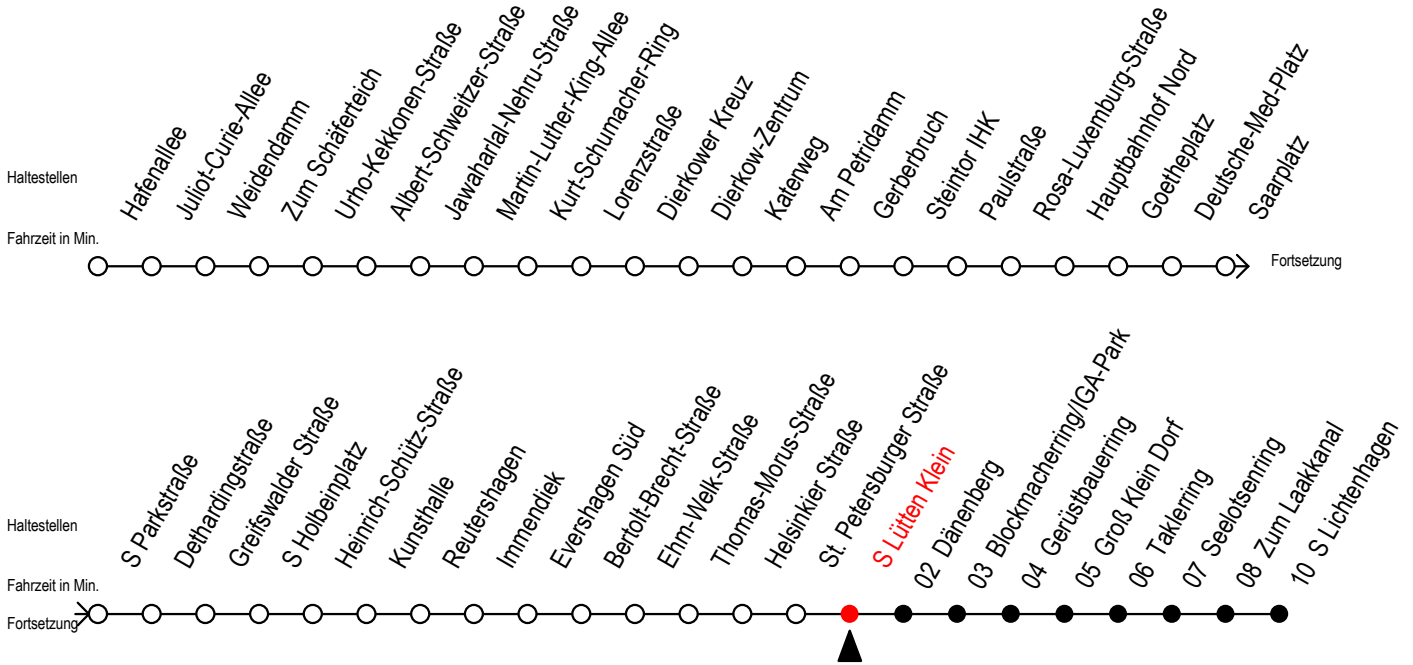 Haltestellen
Hafenallee
Juliot-Curie-Allee
Weidendamm
Zum Schäferteich
Urho-Kekkonen-Straße
Albert-Schweitzer-Straße
Jawaharlal-Nehru-Straße
Martin-Luther-King-Allee
Kurt-Schumacher-Ring
Lorenzstraße
Dierkower Kreuz
Dierkow-Zentrum
Katerweg
Am Petridamm
Gerberbruch
Steintor IHK
Paulstraße
Rosa-Luxemburg-Straße
Hauptbahnhof Nord
Goetheplatz
Deutsche-Med-Platz
Saarplatz
Fahrzeit in Min.
Fortsetzung
Haltestellen
S Parkstraße
Dethardingstraße
Greifswalder Straße
S Holbeinplatz
Heinrich-Schütz-Straße
Kunsthalle
Reutershagen
Immendiek
Evershagen Süd
Bertolt-Brecht-Straße
Ehm-Welk-Straße
Thomas-Morus-Straße
Helsinkier Straße
St. Petersburger Straße
S Lütten Klein
02 Dänenberg
03 Blockmacherring/IGA-Park
04 Gerüstbauerring
05 Groß Klein Dorf
06 Taklerring
07 Seelotsenring
08 Zum Laakkanal
10 S Lichtenhagen
Fahrzeit in Min.
Fortsetzung